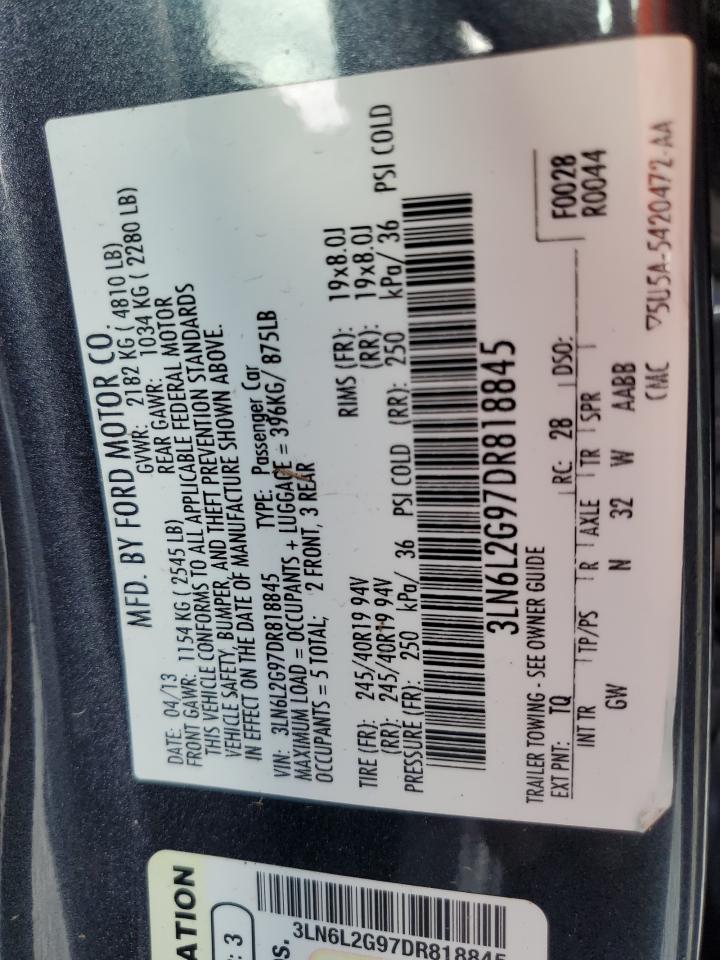 MFD. BY FORD MOTOR CO.
DATE: 04/13 GVWR: 2182 KG ( 4810 LB)
FRONT GAWR: 1154 KG ( 2545 LB) REAR GAWR: 1034 KG ( 2280 LB)
THIS VEHICLE CONFORMS TO ALL APPLICABLE FEDERAL MOTOR
VEHICLE SAFETY, BUMPER, AND THEFT PREVENTION STANDARDS
IN EFFECT ON THE DATE OF MANUFACTURE SHOWN ABOVE.
VIN: 3LN6L2G97DR818845 TYPE: Passenger Car
MAXIMUM LOAD = OCCUPANTS + LUGGAGE = 396KG/ 875LB
OCCUPANTS = 5 TOTAL; 2 FRONT, 3 REAR
TIRE (FR): 245/40R19 94V RIMS (FR): 19x8.0J
(RR): 245/40R19 94V (RR): 19x8.0J
PRESSURE (FR): 250 kPa/ 36 PSI COLD (RR): 250 kPa/ 36 PSI COLD
3LN6L2G97DR818845
TRAILER TOWING - SEE OWNER GUIDE
EXT PNT: TQ RC: 28 DSO: F0028
INT TR TP/PS R AXLE TR SPR R0044
GW N 32 W AABB
CMC 75U5A-5420472-AA
ATION
: 3
NS.
3LN6L2G97DR818845